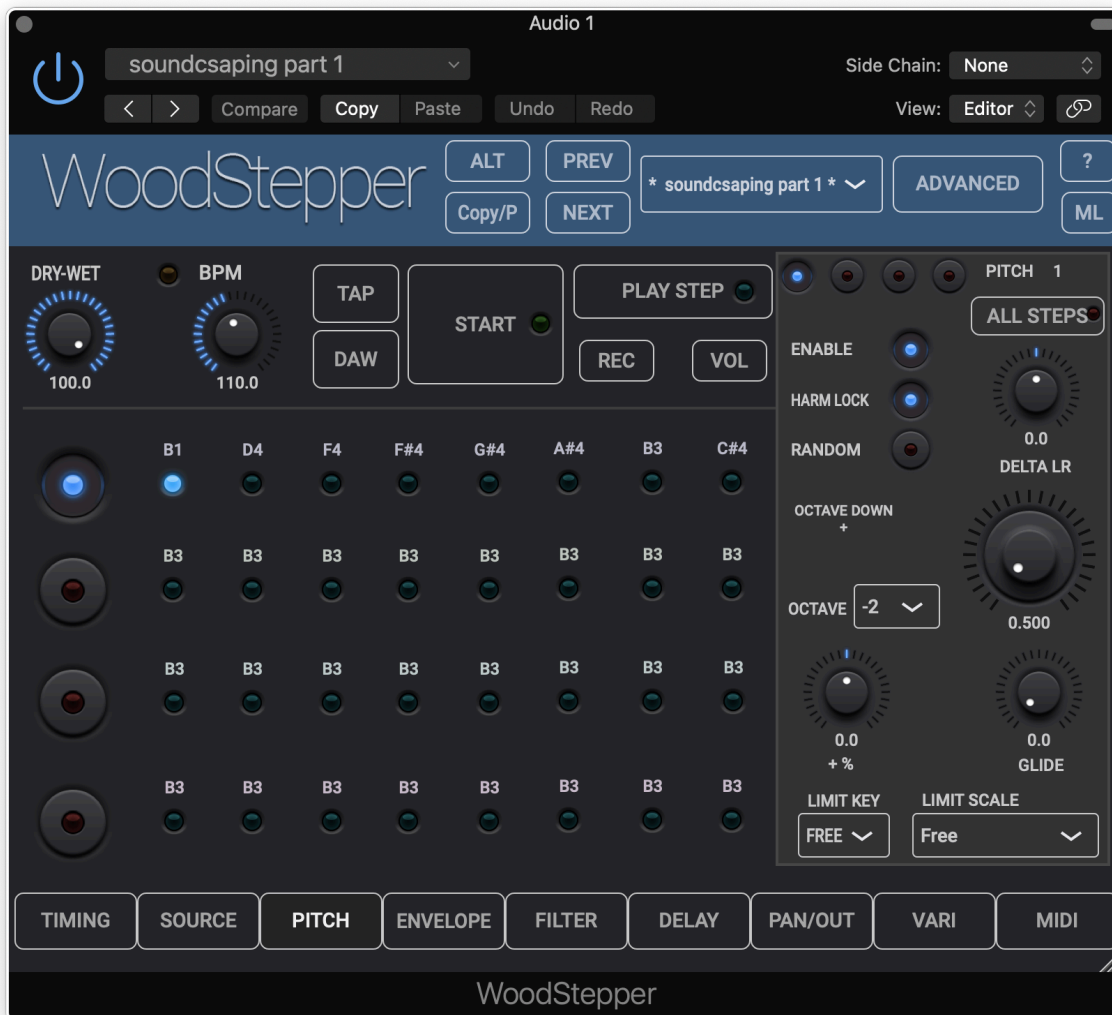 Audio 1
soundcsaping part 1
Side Chain: None
< > Compare Copy Paste Undo Redo
View: Editor
WoodStepper
ALT PREV
* soundcsaping part 1 *
ADVANCED
?
Copy/P NEXT
ML
DRY-WET
BPM
100.0
110.0
TAP
DAW
START
PLAY STEP
REC VOL
PITCH 1
ALL STEPS
ENABLE
HARM LOCK
RANDOM
0.0
DELTA LR
OCTAVE DOWN
+
OCTAVE -2
0.500
0.0
+ %
0.0
GLIDE
LIMIT KEY LIMIT SCALE
FREE Free
B1 D4 F4 F#4 G#4 A#4 B3 C#4
B3 B3 B3 B3 B3 B3 B3 B3
B3 B3 B3 B3 B3 B3 B3 B3
B3 B3 B3 B3 B3 B3 B3 B3
TIMING SOURCE PITCH ENVELOPE FILTER DELAY PAN/OUT VARI MIDI
WoodStepper